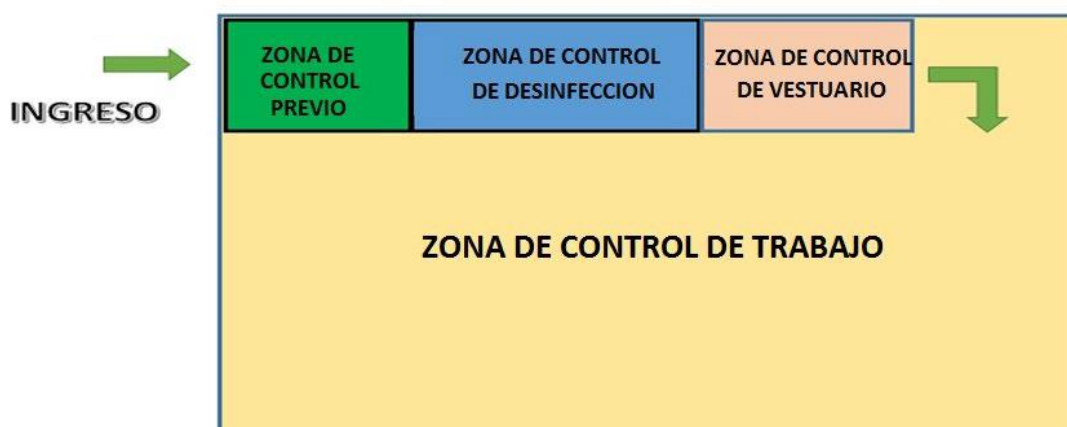 INGRESO
ZONA DE
CONTROL
PREVIO
ZONA DE CONTROL
DE DESINFECCION
ZONA DE CONTROL
DE VESTUARIO
ZONA DE CONTROL DE TRABAJO